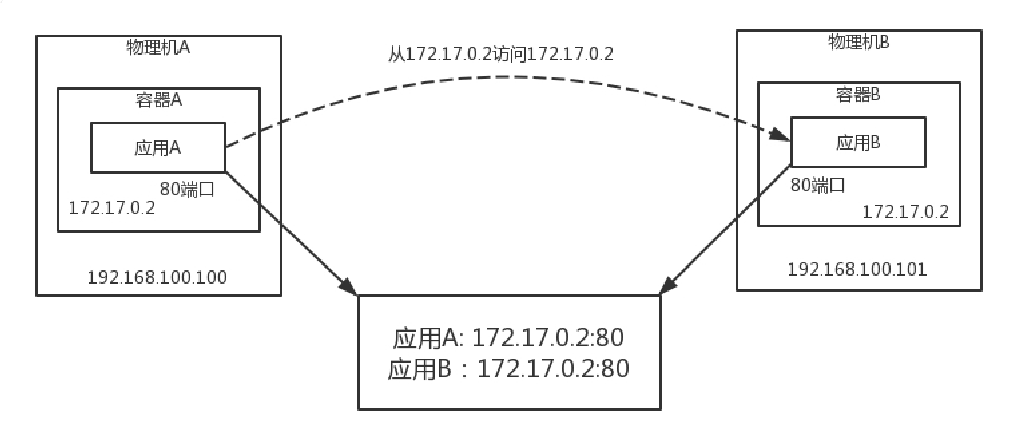 从172.17.0.2访问172.17.0.2
物理机A
容器A
应用A
80端口
172.17.0.2
192.168.100.100
物理机B
容器B
应用B
80端口
172.17.0.2
192.168.100.101
应用A: 172.17.0.2:80
应用B：172.17.0.2:80